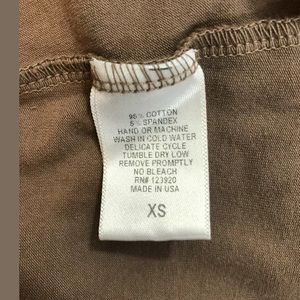 95% COTTON
5% SPANDEX
HAND OR MACHINE
WASH IN COLD WATER
DELICATE CYCLE
TUMBLE DRY LOW
REMOVE PROMPTLY
NO BLEACH
RN# 123920
MADE IN USA
XS